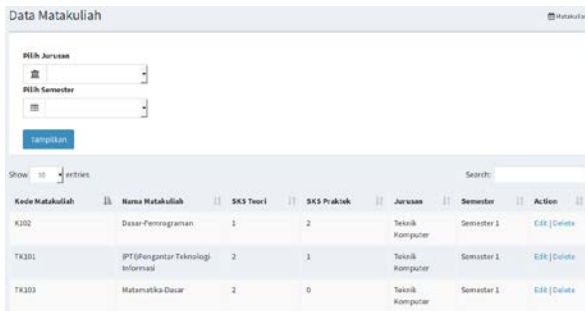 Data Matakuliah
Matakuliah
Pilih Jurusan
Pilih Semester
tampilkan
Show 10 entries
Search:
Kode Matakuliah Nama Matakuliah SKS Teori SKS Praktek Jurusan Semester Action
K102 Dasar-Pemrograman 1 2 Teknik Komputer Semester 1 Edit | Delete
TK101 (PTI)Pengantar Teknologi Informasi 2 1 Teknik Komputer Semester 1 Edit | Delete
TK103 Matematika-Dasar 2 0 Teknik Komputer Semester 1 Edit | Delete